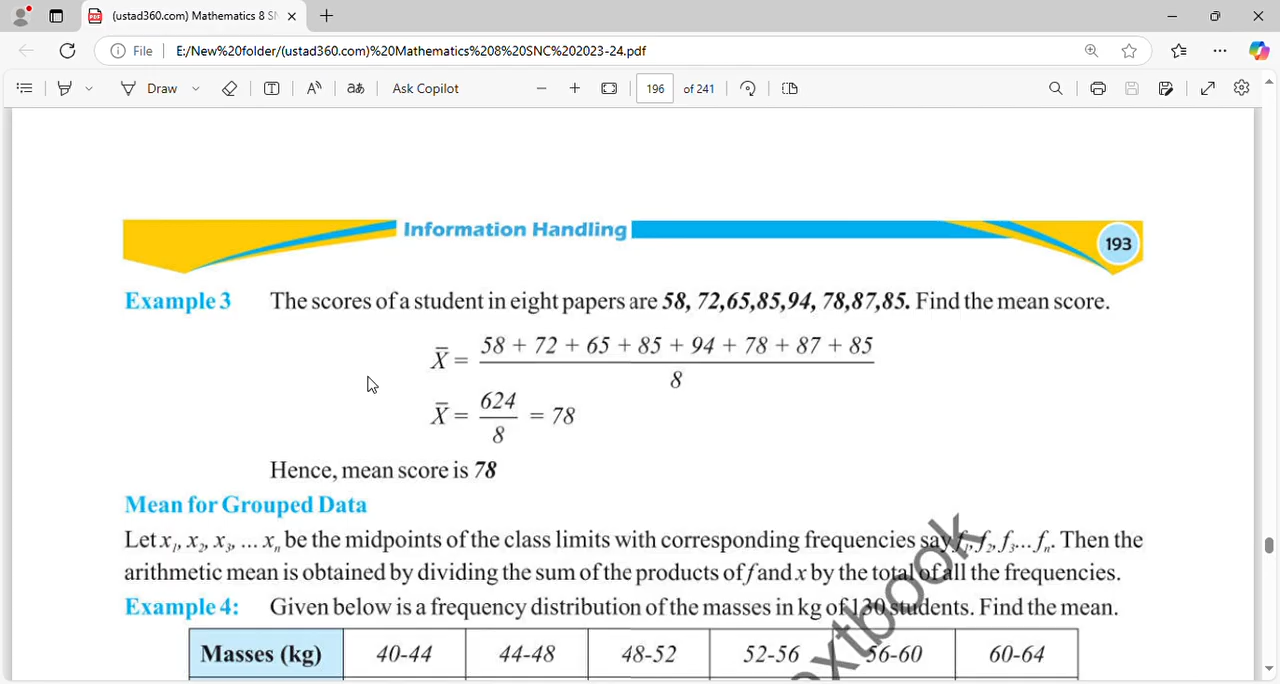 (ustad360.com) Mathematics 8 SN
File E:/New%20folder/(ustad360.com)%20Mathematics%208%20SNC%202023-24.pdf
Draw aあ Ask Copilot 196 of 241
Information Handling 193
Example 3 The scores of a student in eight papers are 58, 72,65,85,94, 78,87,85. Find the mean score.
X̅ = 58 + 72 + 65 + 85 + 94 + 78 + 87 + 85
8
X̅ = 624 / 8 = 78
Hence, mean score is 78
Mean for Grouped Data
Let x₁, x₂, x₃, ... xₙ be the midpoints of the class limits with corresponding frequencies say f₁, f₂, f₃... fₙ. Then the
arithmetic mean is obtained by dividing the sum of the products of f and x by the total of all the frequencies.
Example 4: Given below is a frequency distribution of the masses in kg of 130 students. Find the mean.
Masses (kg) 40-44 44-48 48-52 52-56 56-60 60-64
extbook